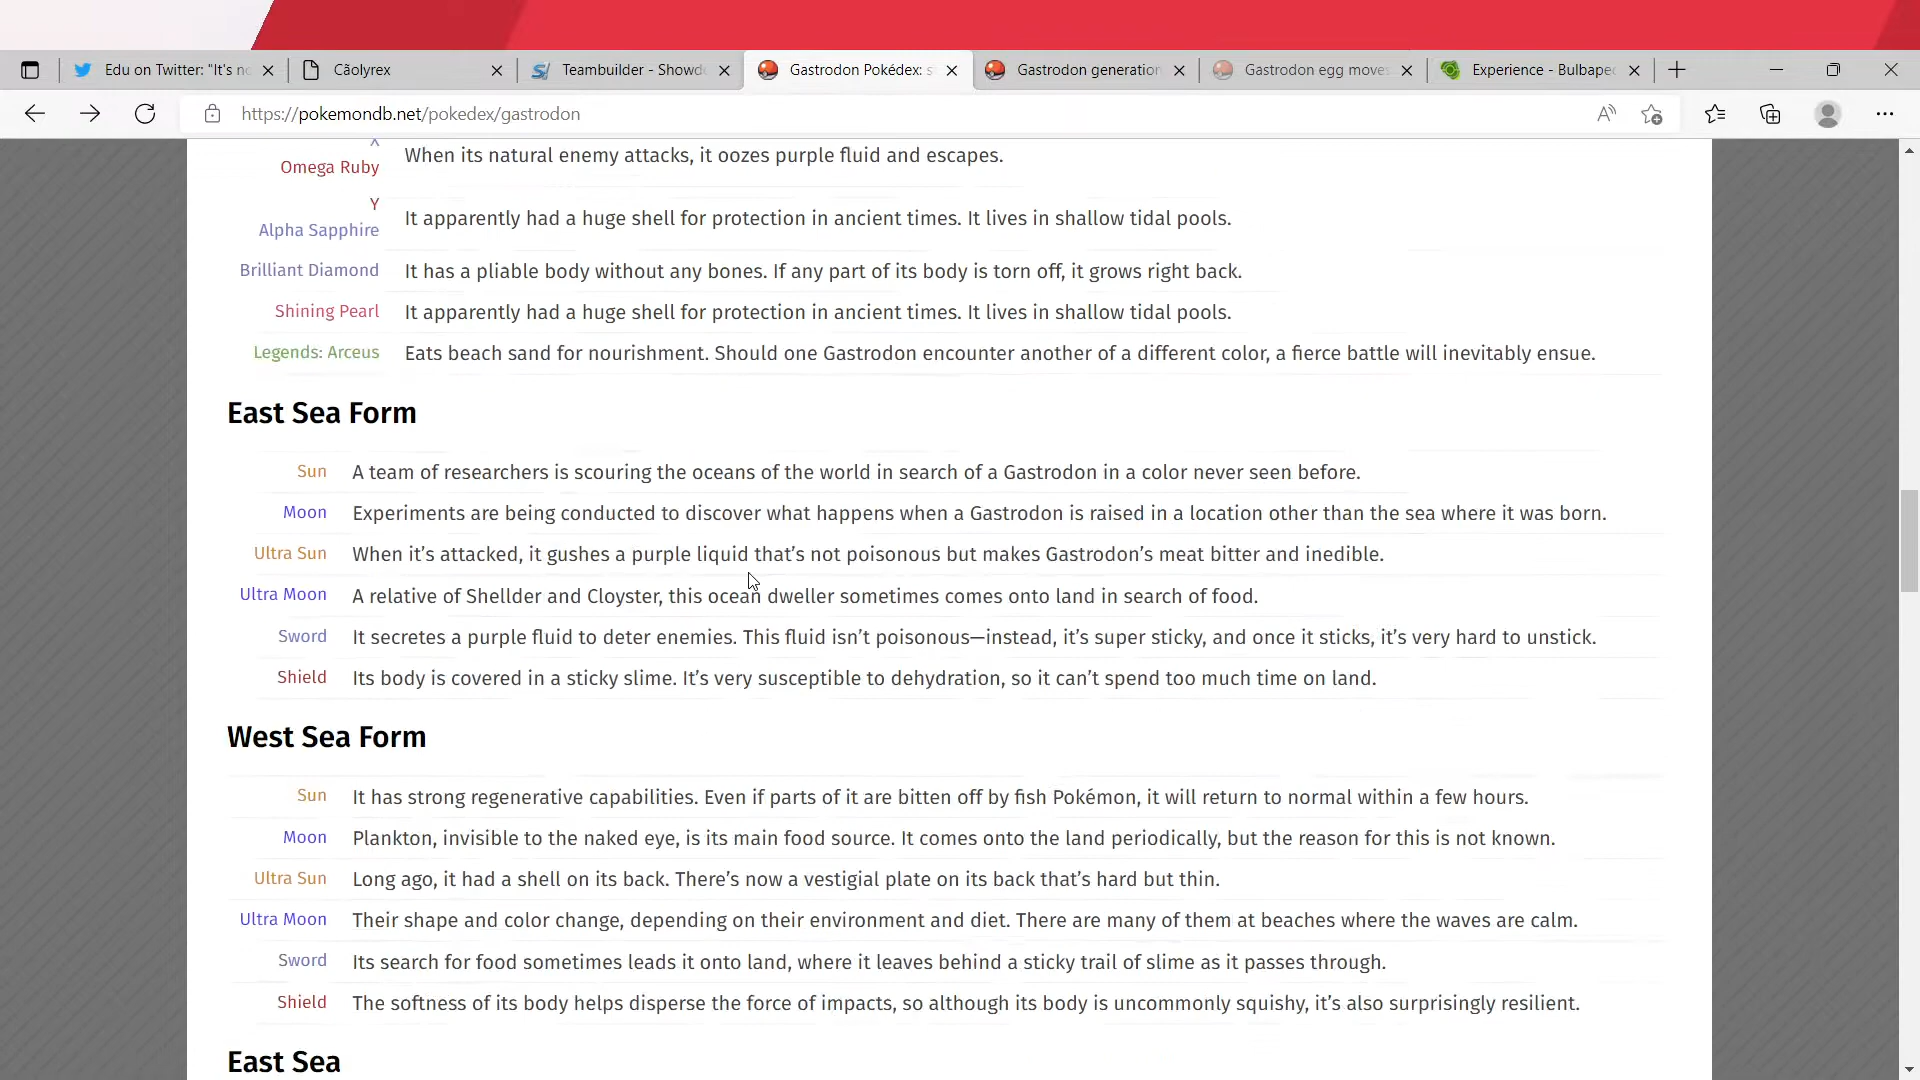 Edu on Twitter: "It's no
Cãolyrex
Teambuilder - Showd
Gastrodon Pokédex: s
Gastrodon generation
Gastrodon egg moves
Experience - Bulbaped
https://pokemondb.net/pokedex/gastrodon
X
Omega Ruby
When its natural enemy attacks, it oozes purple fluid and escapes.
Y
Alpha Sapphire
It apparently had a huge shell for protection in ancient times. It lives in shallow tidal pools.
Brilliant Diamond It has a pliable body without any bones. If any part of its body is torn off, it grows right back.
Shining Pearl It apparently had a huge shell for protection in ancient times. It lives in shallow tidal pools.
Legends: Arceus Eats beach sand for nourishment. Should one Gastrodon encounter another of a different color, a fierce battle will inevitably ensue.
East Sea Form
Sun A team of researchers is scouring the oceans of the world in search of a Gastrodon in a color never seen before.
Moon Experiments are being conducted to discover what happens when a Gastrodon is raised in a location other than the sea where it was born.
Ultra Sun When it's attacked, it gushes a purple liquid that's not poisonous but makes Gastrodon's meat bitter and inedible.
Ultra Moon A relative of Shellder and Cloyster, this ocean dweller sometimes comes onto land in search of food.
Sword It secretes a purple fluid to deter enemies. This fluid isn't poisonous—instead, it's super sticky, and once it sticks, it's very hard to unstick.
Shield Its body is covered in a sticky slime. It's very susceptible to dehydration, so it can't spend too much time on land.
West Sea Form
Sun It has strong regenerative capabilities. Even if parts of it are bitten off by fish Pokémon, it will return to normal within a few hours.
Moon Plankton, invisible to the naked eye, is its main food source. It comes onto the land periodically, but the reason for this is not known.
Ultra Sun Long ago, it had a shell on its back. There's now a vestigial plate on its back that's hard but thin.
Ultra Moon Their shape and color change, depending on their environment and diet. There are many of them at beaches where the waves are calm.
Sword Its search for food sometimes leads it onto land, where it leaves behind a sticky trail of slime as it passes through.
Shield The softness of its body helps disperse the force of impacts, so although its body is uncommonly squishy, it's also surprisingly resilient.
East Sea